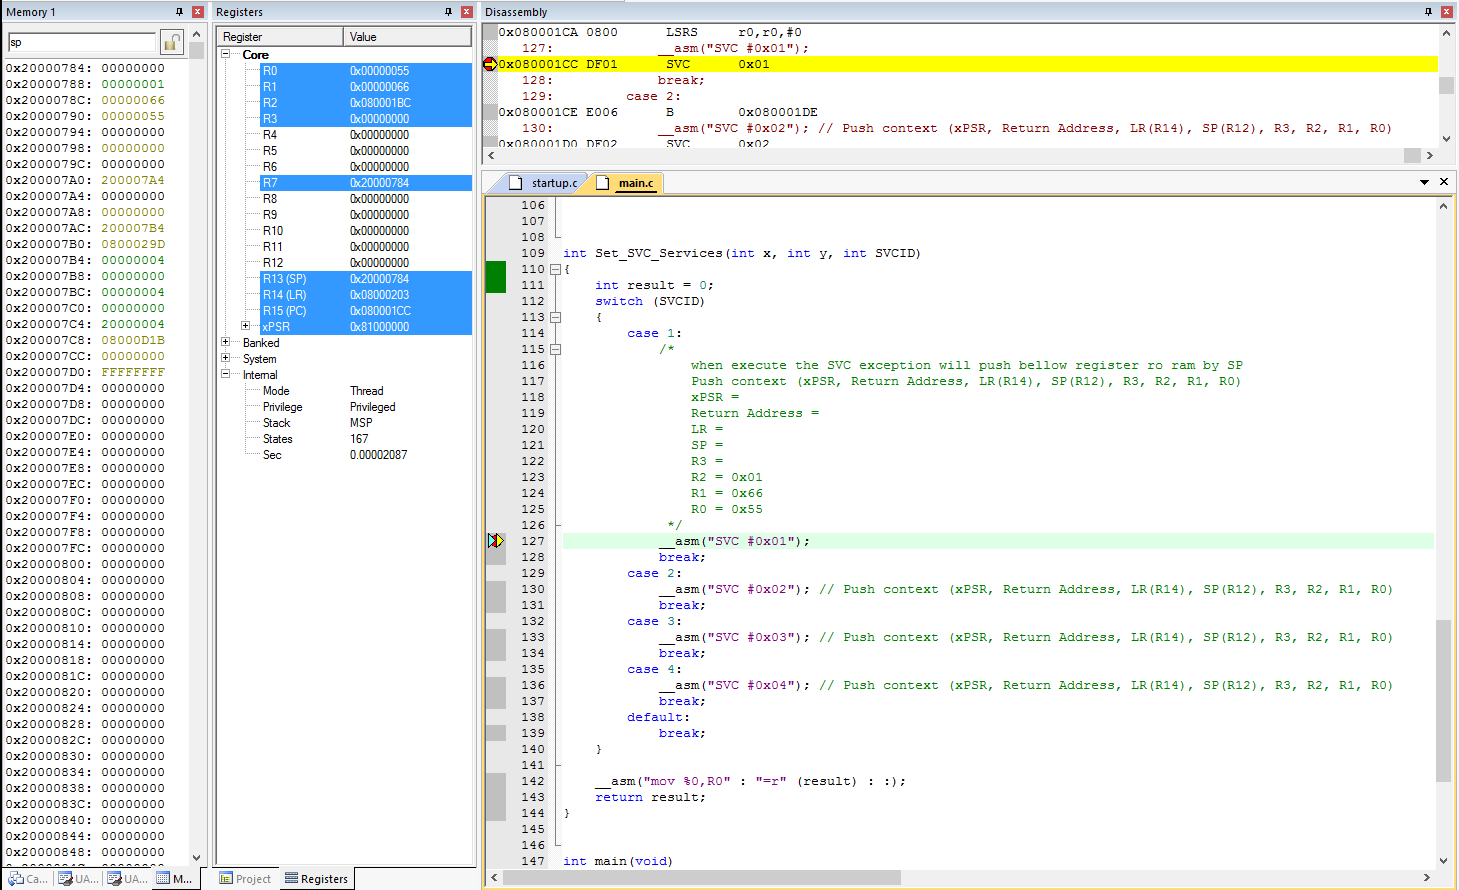 Memory 1
sp
0x20000784: 00000000
0x20000788: 00000001
0x2000078C: 00000066
0x20000790: 00000055
0x20000794: 00000000
0x20000798: 00000000
0x2000079C: 00000000
0x200007A0: 200007A4
0x200007A4: 00000000
0x200007A8: 00000000
0x200007AC: 200007B4
0x200007B0: 0800029D
0x200007B4: 00000004
0x200007B8: 00000000
0x200007BC: 00000004
0x200007C0: 00000000
0x200007C4: 20000004
0x200007C8: 08000D1B
0x200007CC: 00000000
0x200007D0: FFFFFFFF
0x200007D4: 00000000
0x200007D8: 00000000
0x200007DC: 00000000
0x200007E0: 00000000
0x200007E4: 00000000
0x200007E8: 00000000
0x200007EC: 00000000
0x200007F0: 00000000
0x200007F4: 00000000
0x200007F8: 00000000
0x200007FC: 00000000
0x20000800: 00000000
0x20000804: 00000000
0x20000808: 00000000
0x2000080C: 00000000
0x20000810: 00000000
0x20000814: 00000000
0x20000818: 00000000
0x2000081C: 00000000
0x20000820: 00000000
0x20000824: 00000000
0x20000828: 00000000
0x2000082C: 00000000
0x20000830: 00000000
0x20000834: 00000000
0x20000838: 00000000
0x2000083C: 00000000
0x20000840: 00000000
0x20000844: 00000000
0x20000848: 00000000
Ca... UA... UA... M...
Registers
Register Value
Core
R0 0x00000055
R1 0x00000066
R2 0x080001BC
R3 0x00000000
R4 0x00000000
R5 0x00000000
R6 0x00000000
R7 0x20000784
R8 0x00000000
R9 0x00000000
R10 0x00000000
R11 0x00000000
R12 0x00000000
R13 (SP) 0x20000784
R14 (LR) 0x08000203
R15 (PC) 0x080001CC
xPSR 0x81000000
Banked
System
Internal
Mode Thread
Privilege Privileged
Stack MSP
States 167
Sec 0.00002087
Project Registers
Disassembly
0x080001CA 0800 LSRS r0,r0,#0
127: __asm("SVC #0x01");
0x080001CC DF01 SVC 0x01
128: break;
129: case 2:
0x080001CE E006 B 0x080001DE
130: __asm("SVC #0x02"); // Push context (xPSR, Return Address, LR(R14), SP(R12), R3, R2, R1, R0)
0x080001D0 DF02 SVC 0x02
startup.c main.c
106
107
108
109 int Set_SVC_Services(int x, int y, int SVCID)
110 {
111 int result = 0;
112 switch (SVCID)
113 {
114 case 1:
115 /*
116 when execute the SVC exception will push bellow register ro ram by SP
117 Push context (xPSR, Return Address, LR(R14), SP(R12), R3, R2, R1, R0)
118 xPSR =
119 Return Address =
120 LR =
121 SP =
122 R3 =
123 R2 = 0x01
124 R1 = 0x66
125 R0 = 0x55
126 */
127 __asm("SVC #0x01");
128 break;
129 case 2:
130 __asm("SVC #0x02"); // Push context (xPSR, Return Address, LR(R14), SP(R12), R3, R2, R1, R0)
131 break;
132 case 3:
133 __asm("SVC #0x03"); // Push context (xPSR, Return Address, LR(R14), SP(R12), R3, R2, R1, R0)
134 break;
135 case 4:
136 __asm("SVC #0x04"); // Push context (xPSR, Return Address, LR(R14), SP(R12), R3, R2, R1, R0)
137 break;
138 default:
139 break;
140 }
141
142 __asm("mov %0,R0" : "=r" (result) : :);
143 return result;
144 }
145
146
147 int main(void)